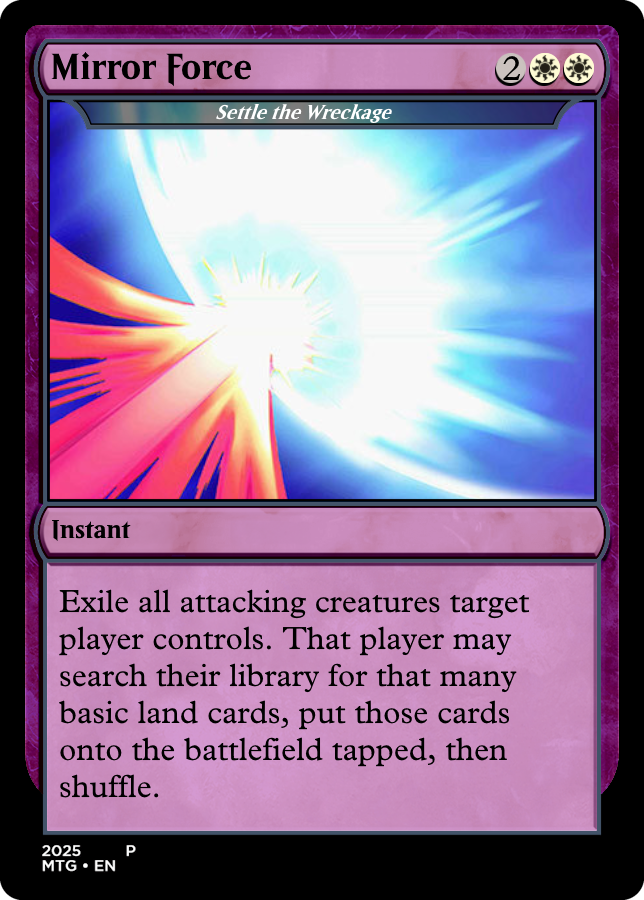 Mirror Force 2
Settle the Wreckage
Instant
Exile all attacking creatures target
player controls. That player may
search their library for that many
basic land cards, put those cards
onto the battlefield tapped, then
shuffle.
2025 P
MTG • EN